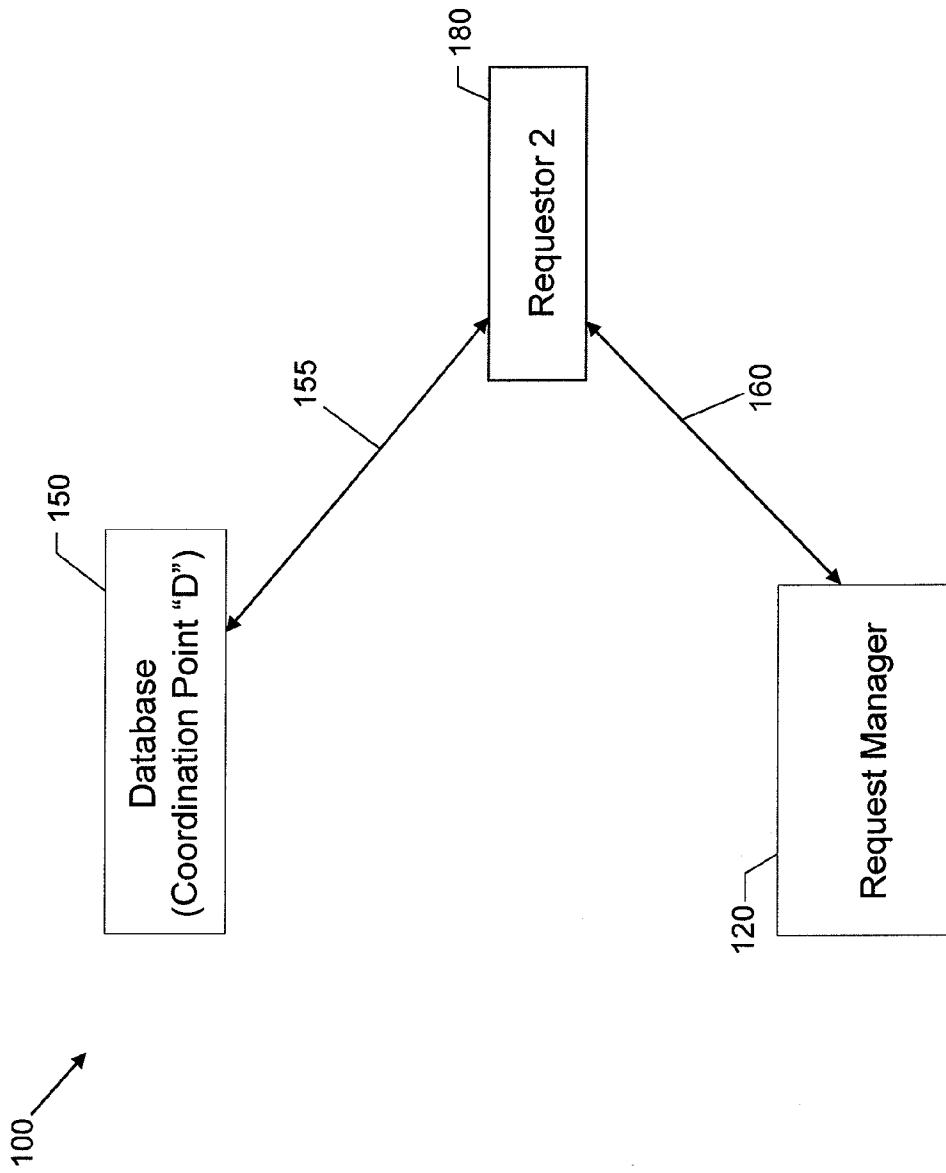 100
150
Database
(Coordination Point “D”)
155
180
Requestor 2
160
120
Request Manager